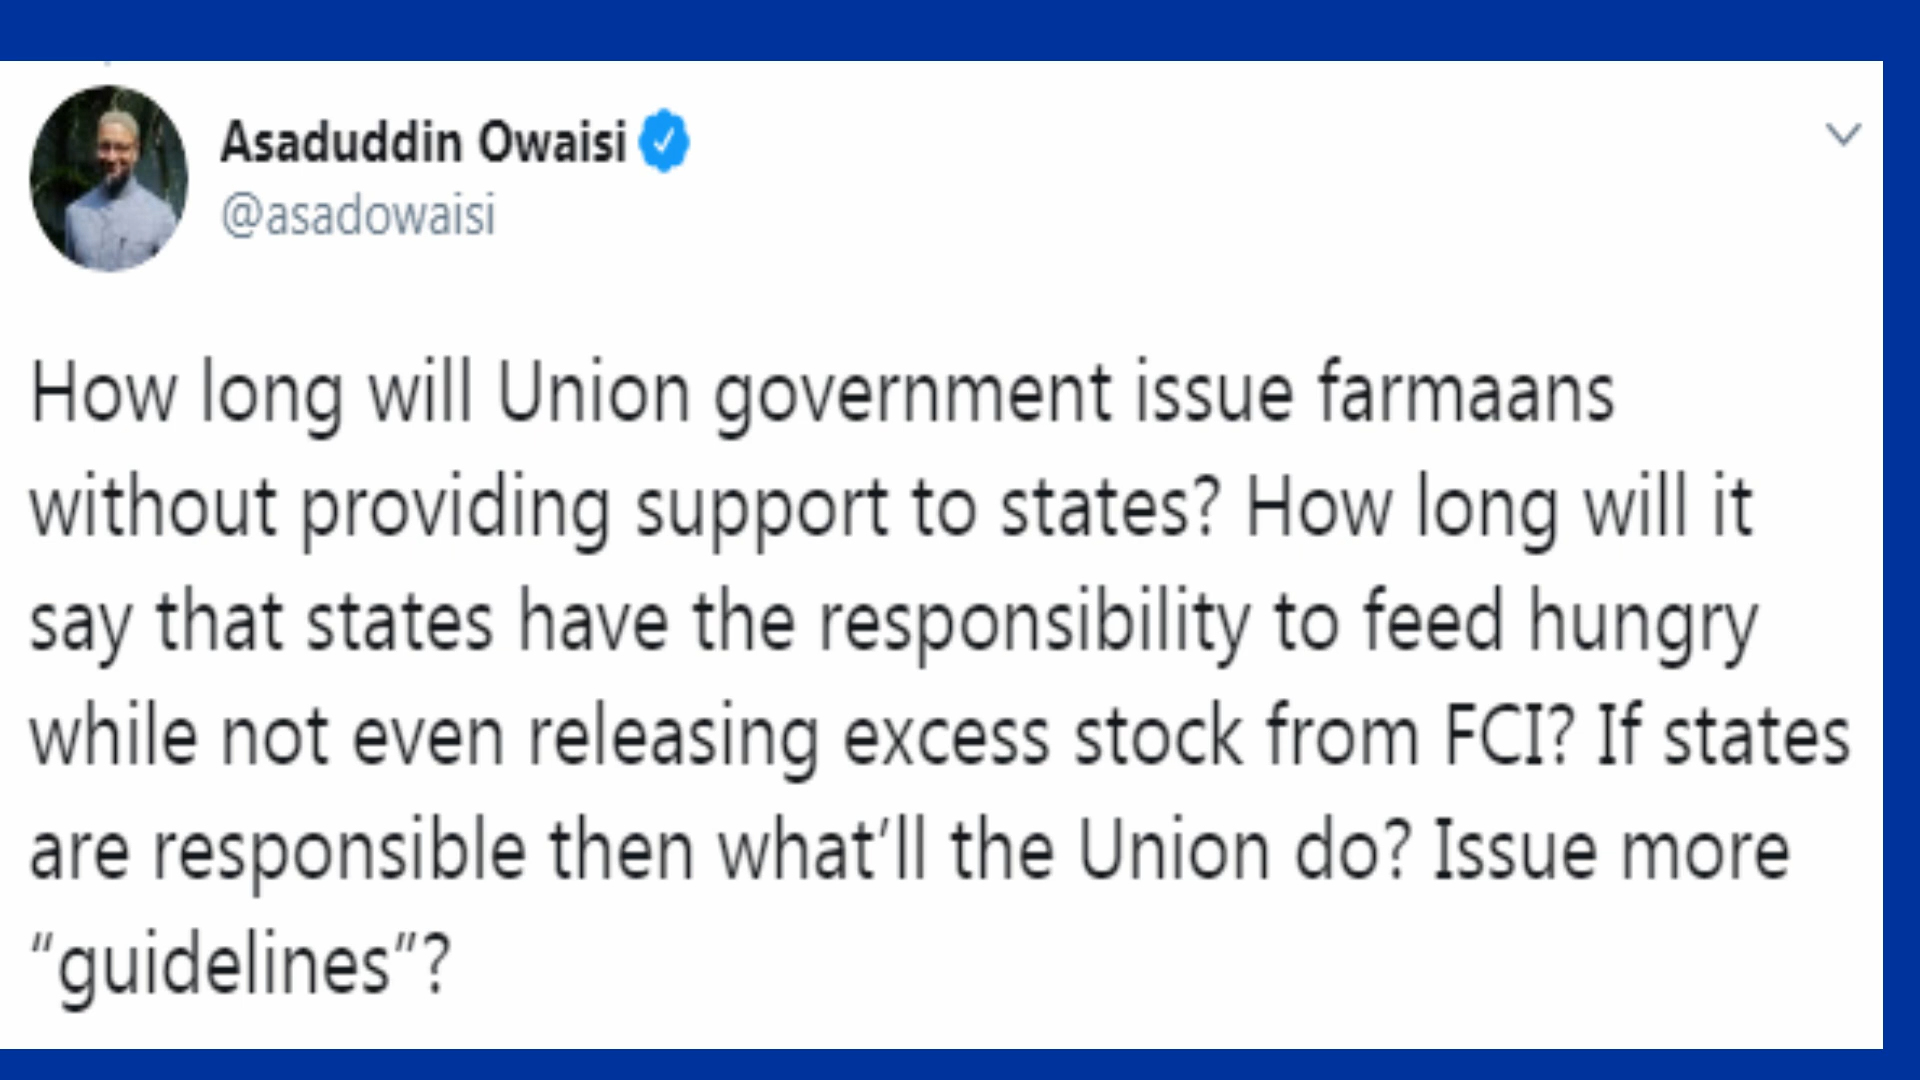 Asaduddin Owaisi
@asadowaisi
How long will Union government issue farmaans
without providing support to states? How long will it
say that states have the responsibility to feed hungry
while not even releasing excess stock from FCI? If states
are responsible then what’ll the Union do? Issue more
“guidelines”?